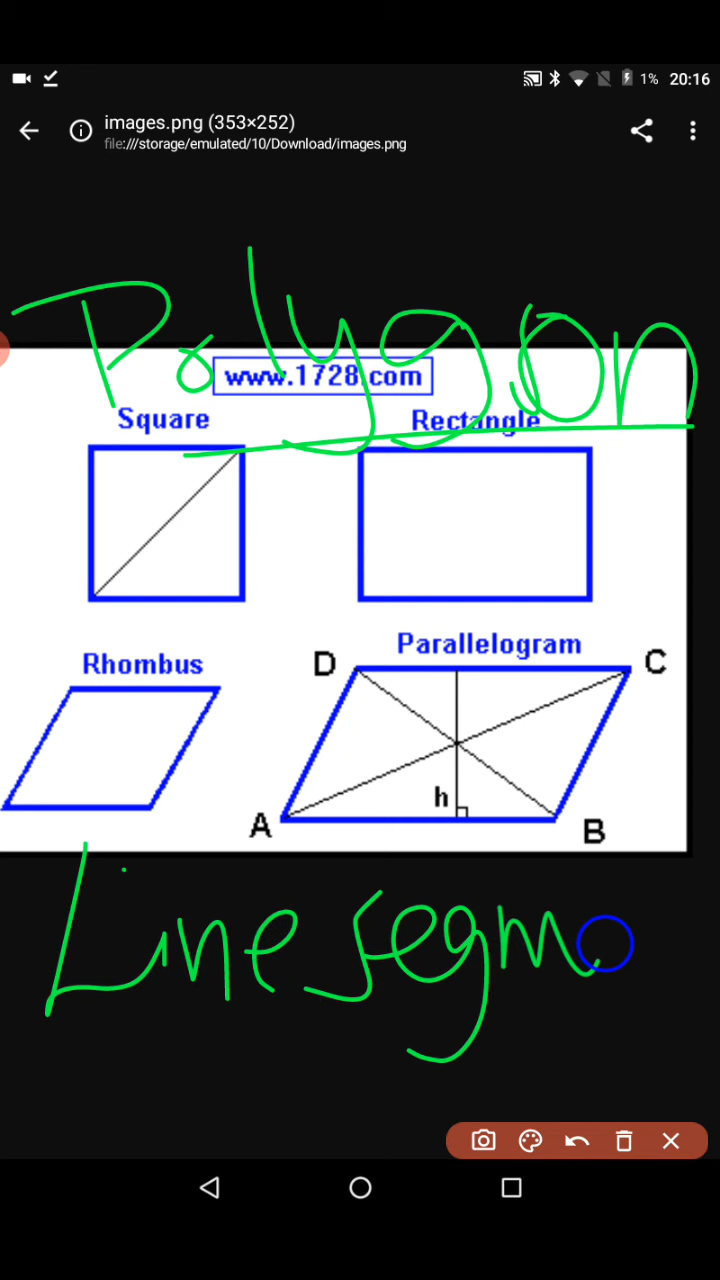 1% 20:16
images.png (353×252)
file:///storage/emulated/10/Download/images.png
Polygon
www.1728.com
Square Rectangle
Rhombus Parallelogram
D C
h
A B
Line segm